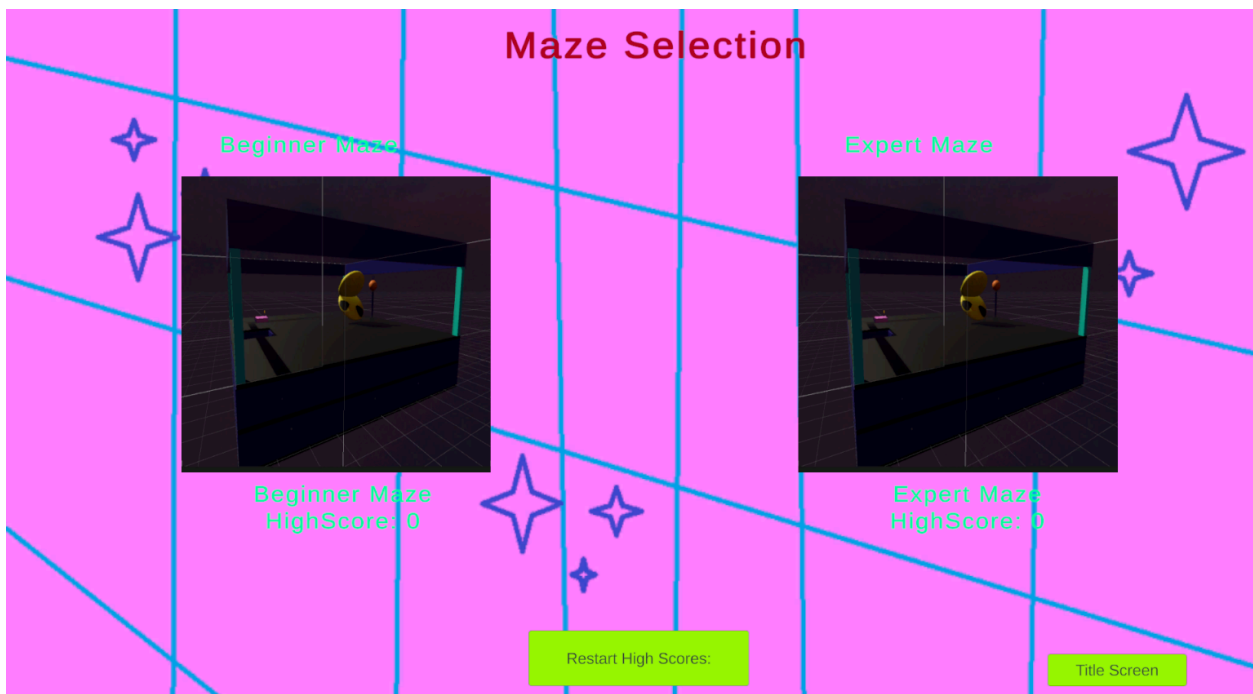 Maze Selection
Beginner Maze
Expert Maze
Beginner Maze
HighScore: 0
Expert Maze
HighScore: 0
Restart High Scores:
Title Screen